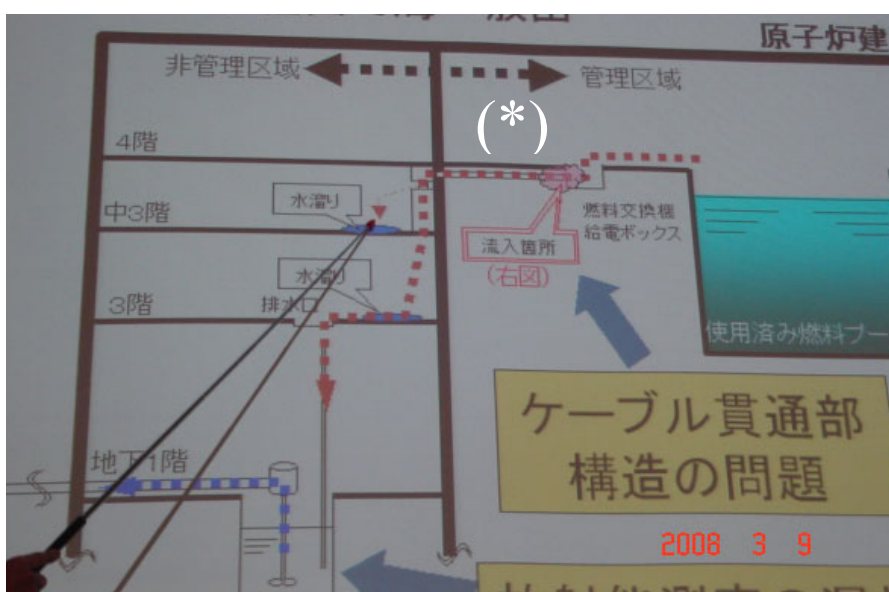 放出
原子炉建
非管理区域
管理区域
(*)
4階
水溜り
中3階
燃料交換機
給電ボックス
流入箇所
(右図)
水溜り
3階
排水口
使用済み燃料プー
ケーブル貫通部
構造の問題
地下1階
2008 3 9